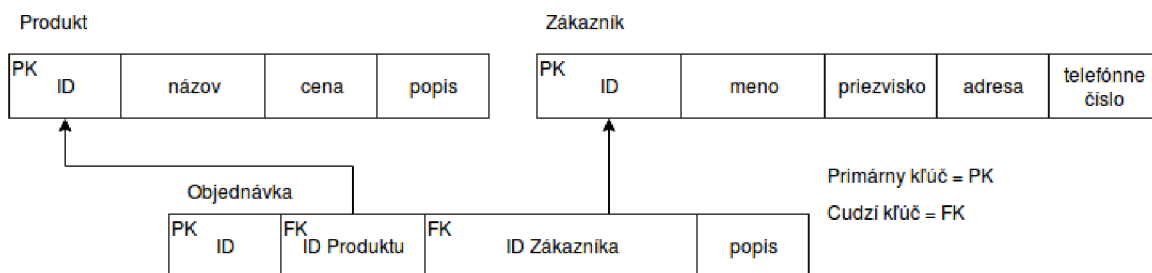 Produkt
Zákazník
PK ID názov cena popis
PK ID meno priezvisko adresa telefónne číslo
Objednávka
Primárny kľúč = PK
Cudzí kľúč = FK
PK ID FK ID Produktu FK ID Zákazníka popis